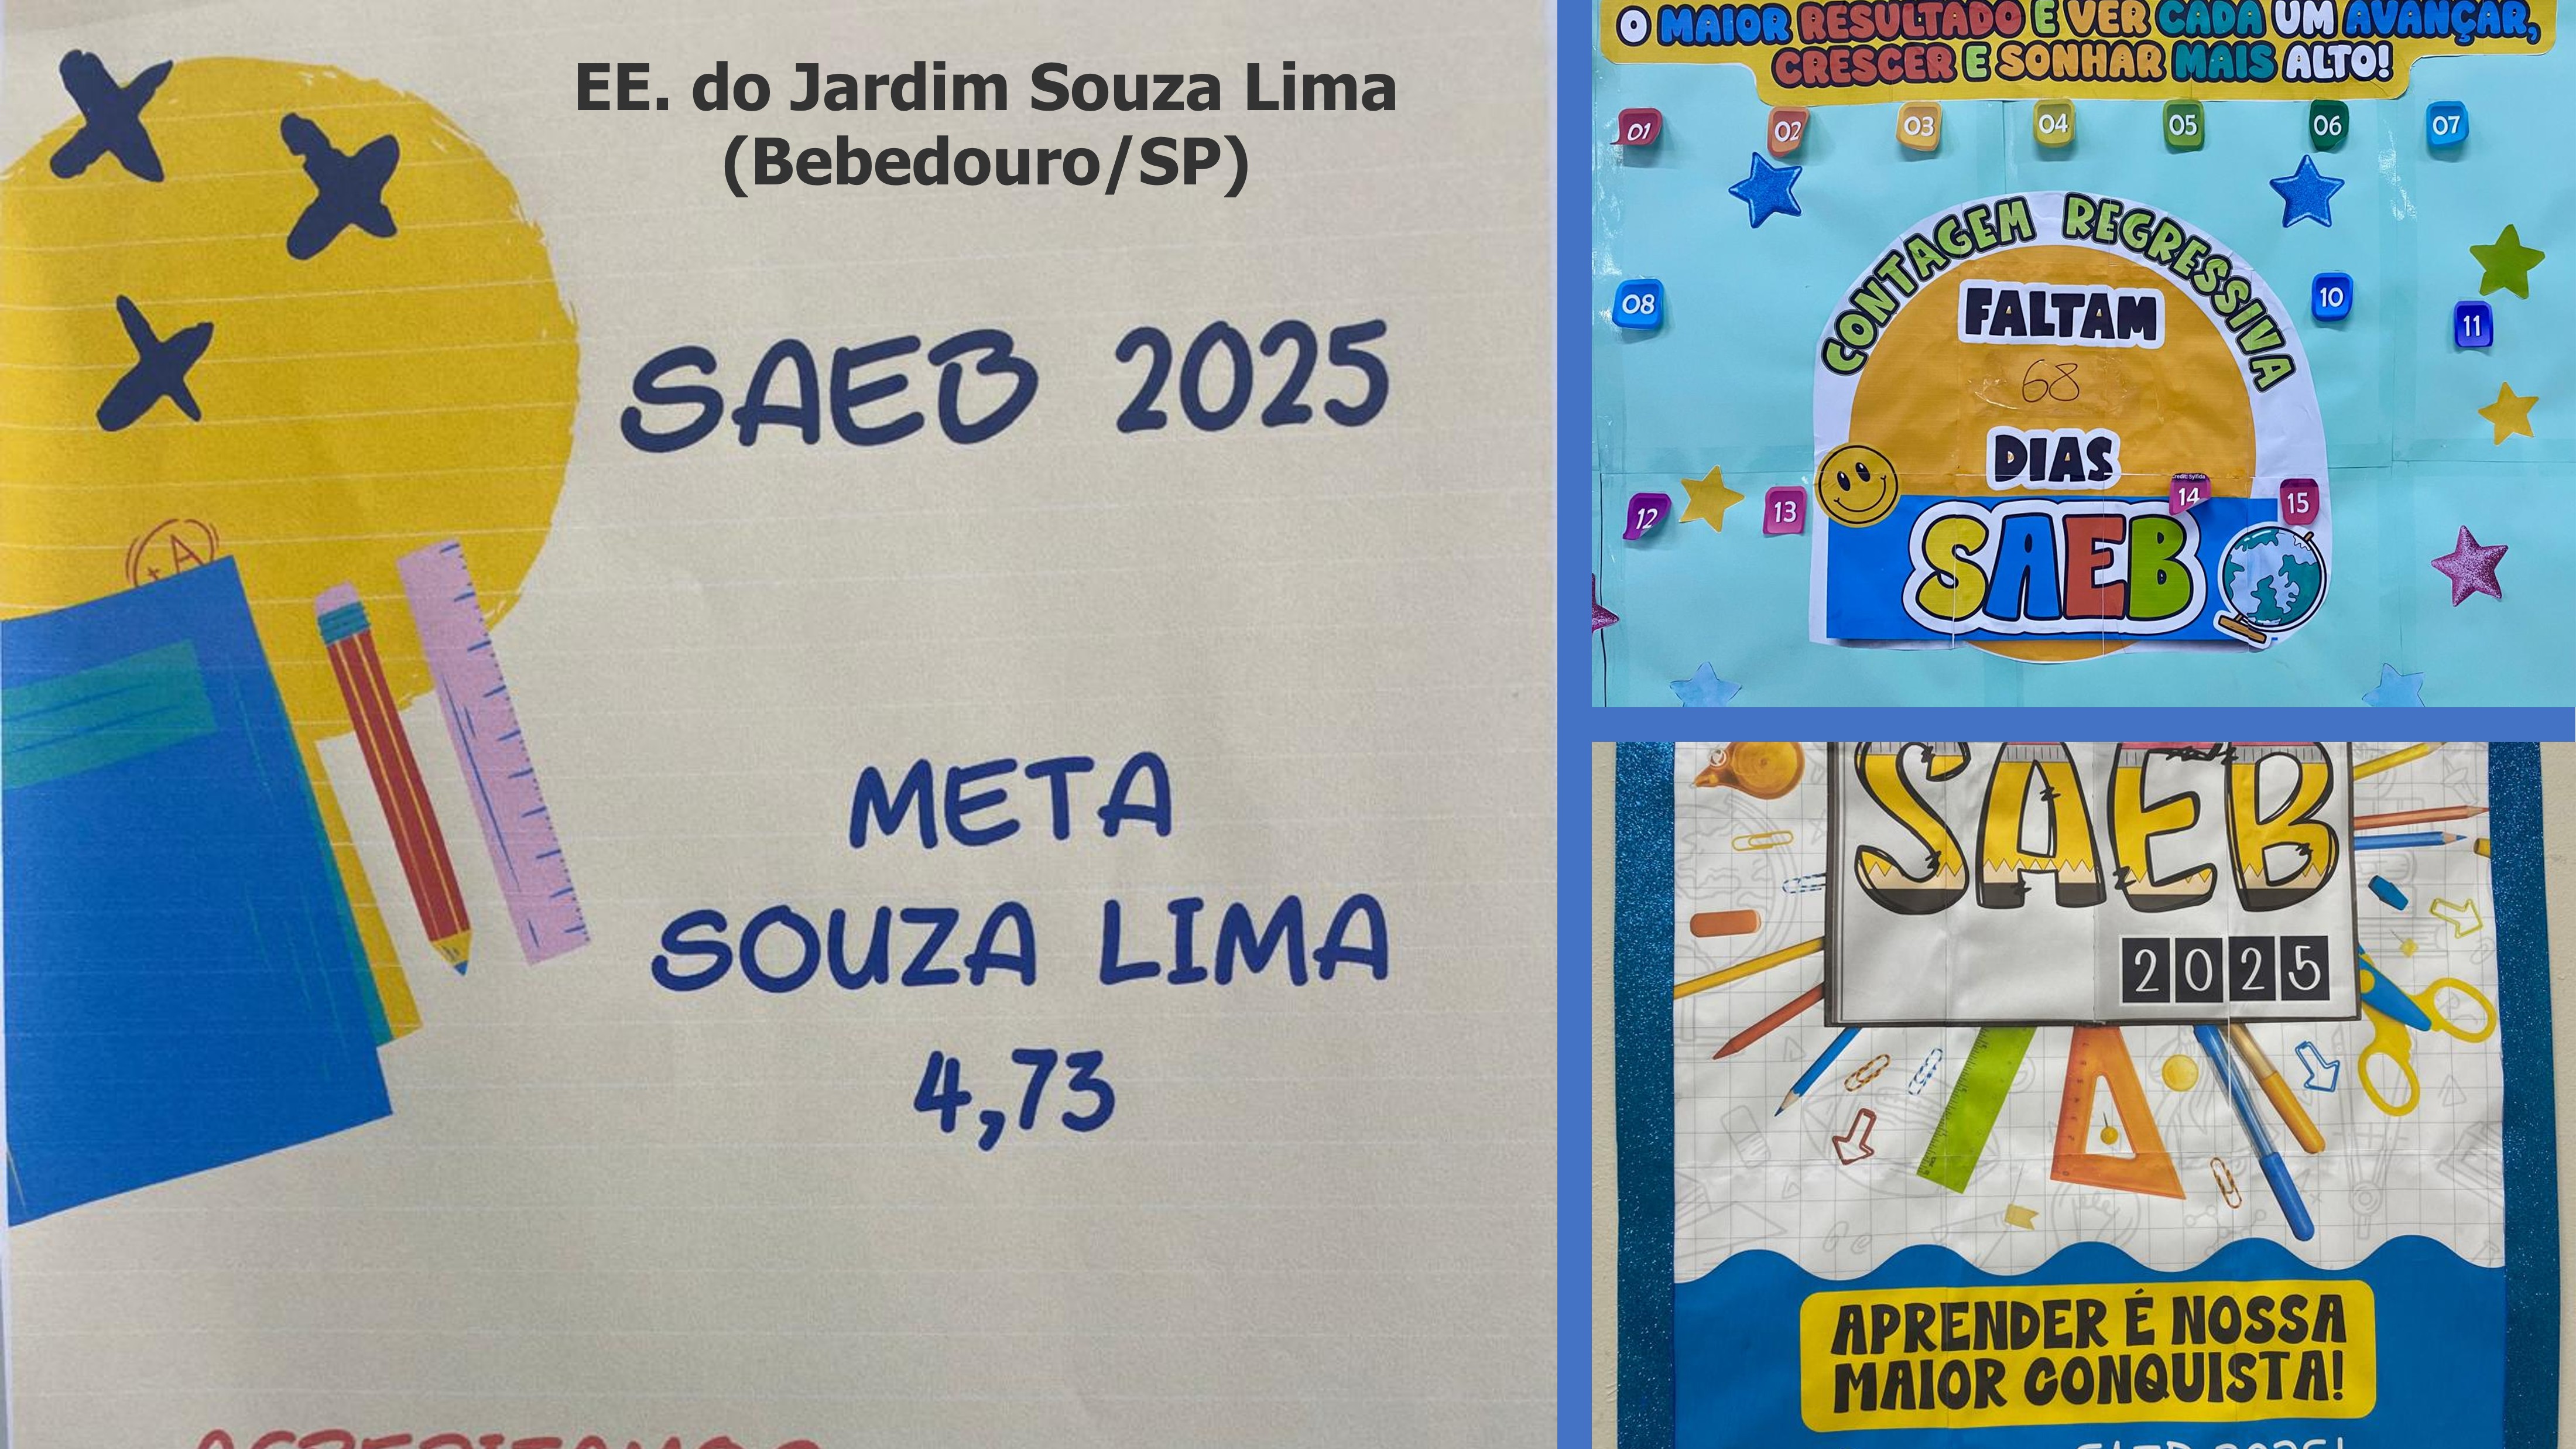 EE. do Jardim Souza Lima
(Bebedouro/SP)
SAEB 2025
A+
META
SOUZA LIMA
4,73
O MAIOR RESULTADO É VER CADA UM AVANÇAR,
CRESCER E SONHAR MAIS ALTO!
01 02 03 04 05 06 07
CONTAGEM REGRESSIVA
FALTAM
08 10 11
68
DIAS
12 13 14 15
SAEB
SAEB
2025
APRENDER É NOSSA
MAIOR CONQUISTA!